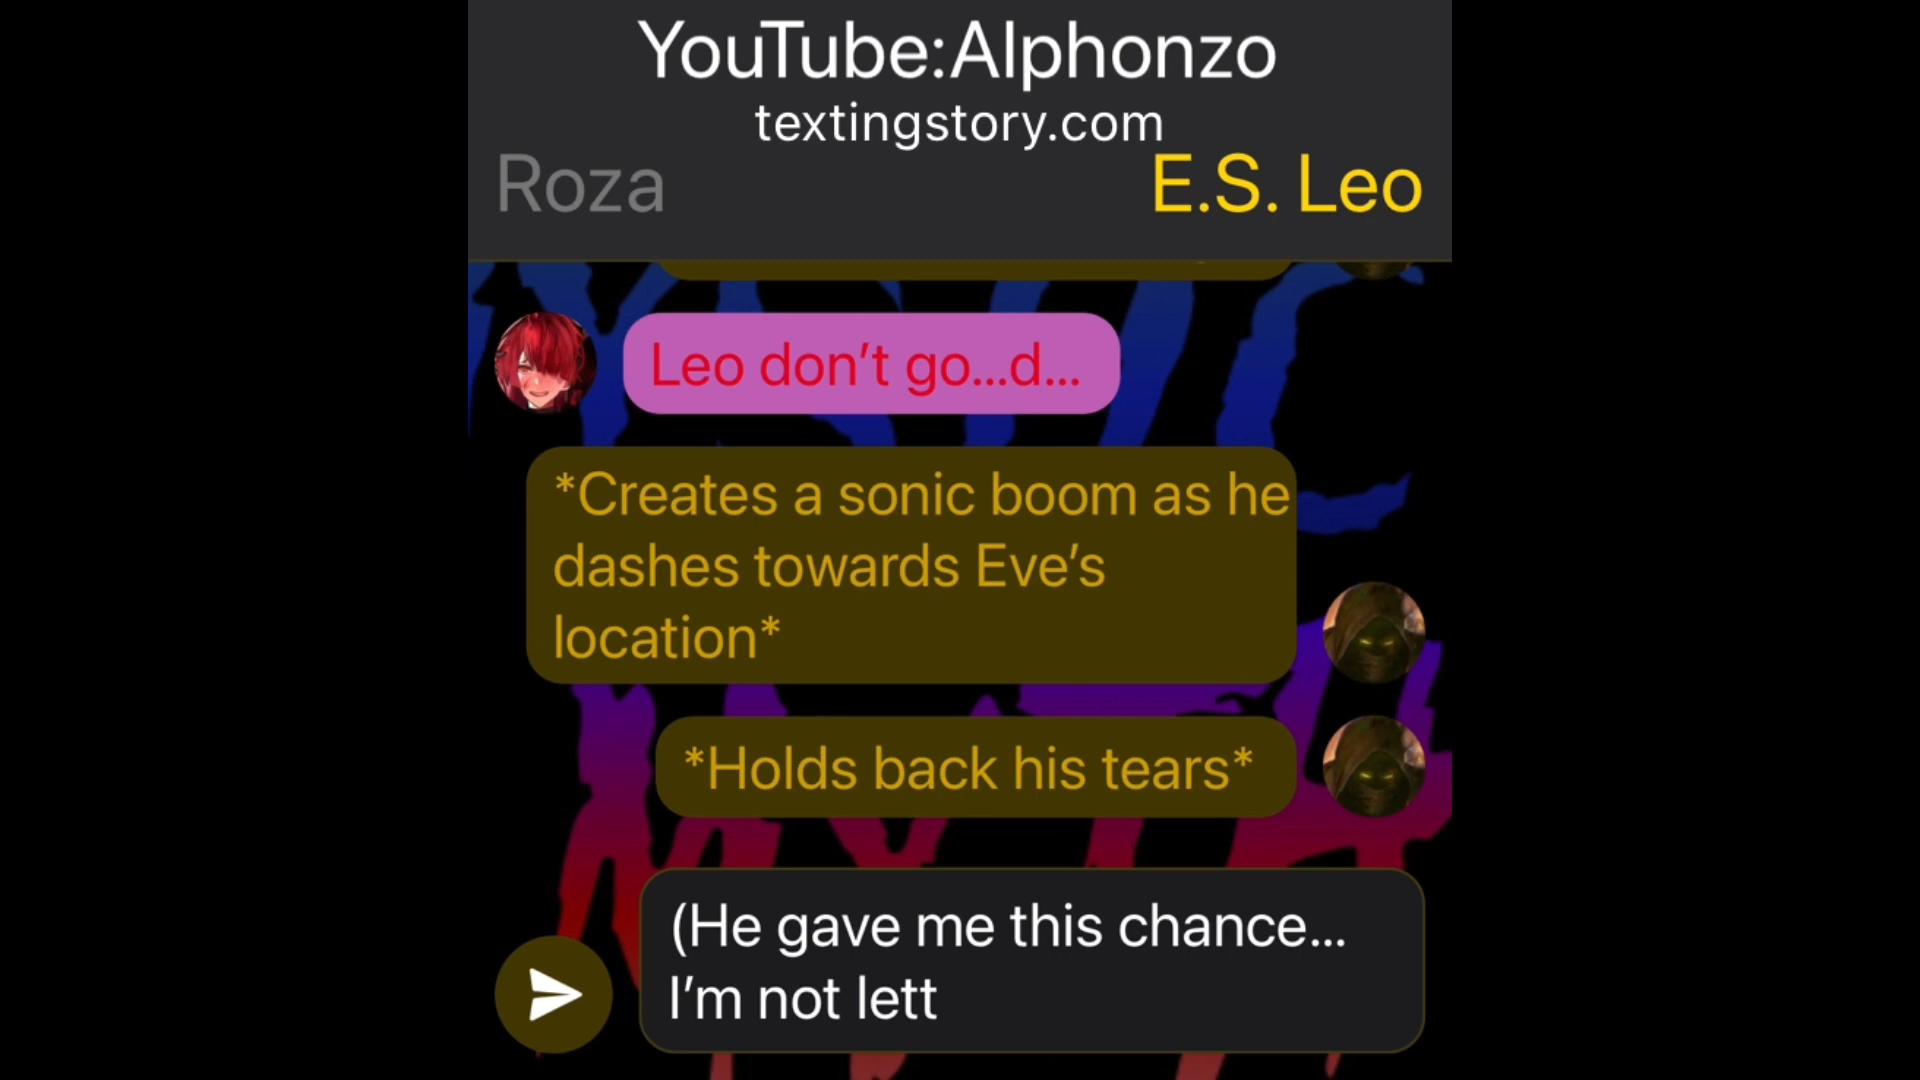 YouTube:Alphonzo
textingstory.com
Roza
E.S. Leo
Leo don’t go...d...
*Creates a sonic boom as he
dashes towards Eve’s
location*
*Holds back his tears*
(He gave me this chance...
I’m not lett